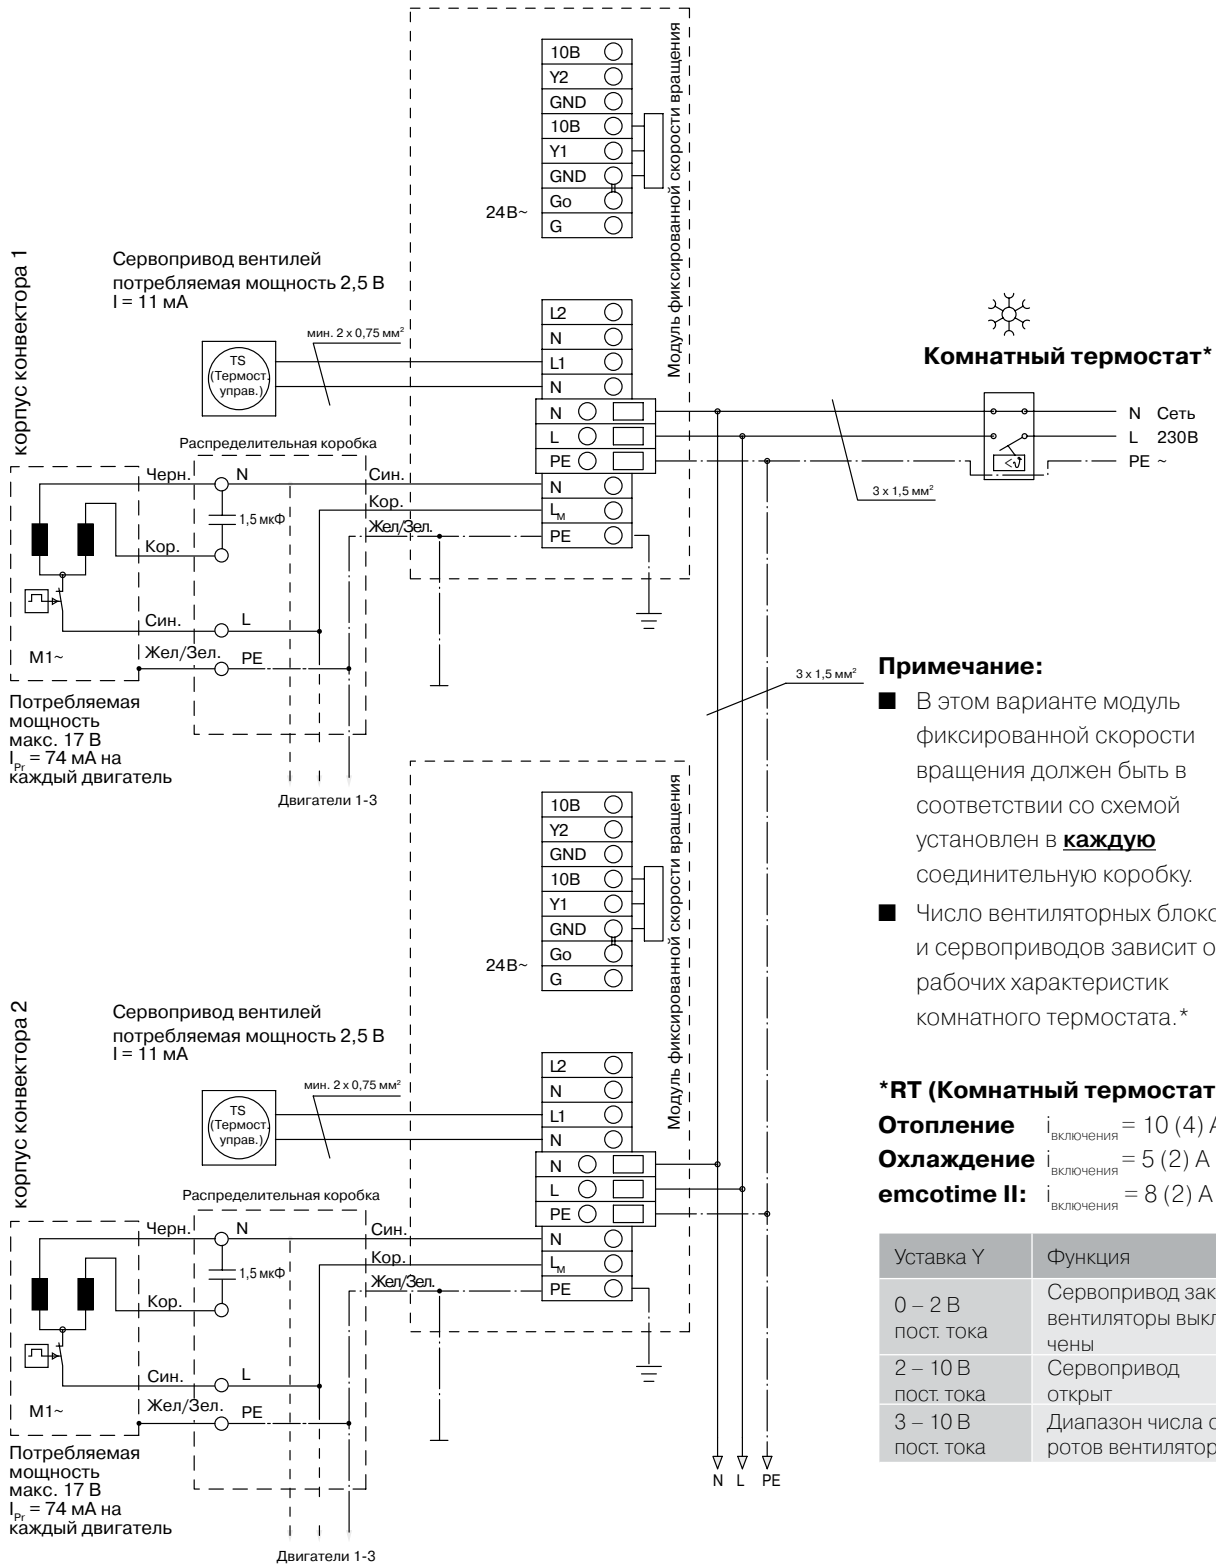 10В
Y2
GND
10В
Y1
GND
Go
G
24В~
Модуль фиксированной скорости вращения
корпус конвектора 1
Сервопривод вентилей
потребляемая мощность 2,5 В
I = 11 мА
мин. 2 x 0,75 мм²
TS
(Термост.
управ.)
L2
N
L1
N
N
L
PE
N
Lм
PE
Комнатный термостат*
N Сеть
L 230В
PE ~
3 x 1,5 мм²
Распределительная коробка
Черн.
N
Син.
Кор.
Жел/Зел.
1,5 мкФ
Кор.
Син.
L
Жел/Зел.
PE
M1~
Потребляемая
мощность
макс. 17 В
IPr = 74 мА на
каждый двигатель
Двигатели 1-3
3 x 1,5 мм²
Примечание:
■ В этом варианте модуль
фиксированной скорости
вращения должен быть в
соответствии со схемой
установлен в каждую
соединительную коробку.
■ Число вентиляторных блоко
и сервоприводов зависит о
рабочих характеристик
комнатного термостата.*
10В
Y2
GND
10В
Y1
GND
Go
G
24В~
Модуль фиксированной скорости вращения
корпус конвектора 2
Сервопривод вентилей
потребляемая мощность 2,5 В
I = 11 мА
мин. 2 x 0,75 мм²
TS
(Термост.
управ.)
L2
N
L1
N
N
L
PE
N
Lм
PE
Распределительная коробка
Черн.
N
Син.
Кор.
Жел/Зел.
1,5 мкФ
Кор.
Син.
L
Жел/Зел.
PE
M1~
Потребляемая
мощность
макс. 17 В
IPr = 74 мА на
каждый двигатель
Двигатели 1-3
N L PE
*RT (Комнатный термостат
Отопление iвключения = 10 (4) А
Охлаждение iвключения = 5 (2) А
emcotime II: iвключения = 8 (2) А
Уставка Y Функция
0 – 2 В
пост. тока
Сервопривод зак
вентиляторы выкл
чены
2 – 10 В
пост. тока
Сервопривод
открыт
3 – 10 В
пост. тока
Диапазон числа о
ротов вентилятор